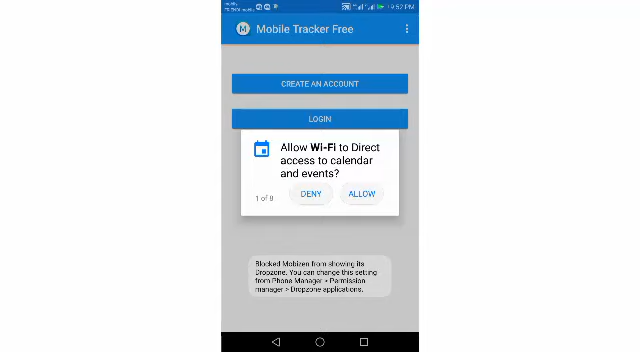 19:52 PM
M Mobile Tracker Free
CREATE AN ACCOUNT
LOGIN
Allow Wi-Fi to Direct
access to calendar
and events?
1 of 8 DENY ALLOW
Blocked Mobizen from showing its
Dropzone. You can change this setting
from Phone Manager > Permission
manager > Dropzone applications.